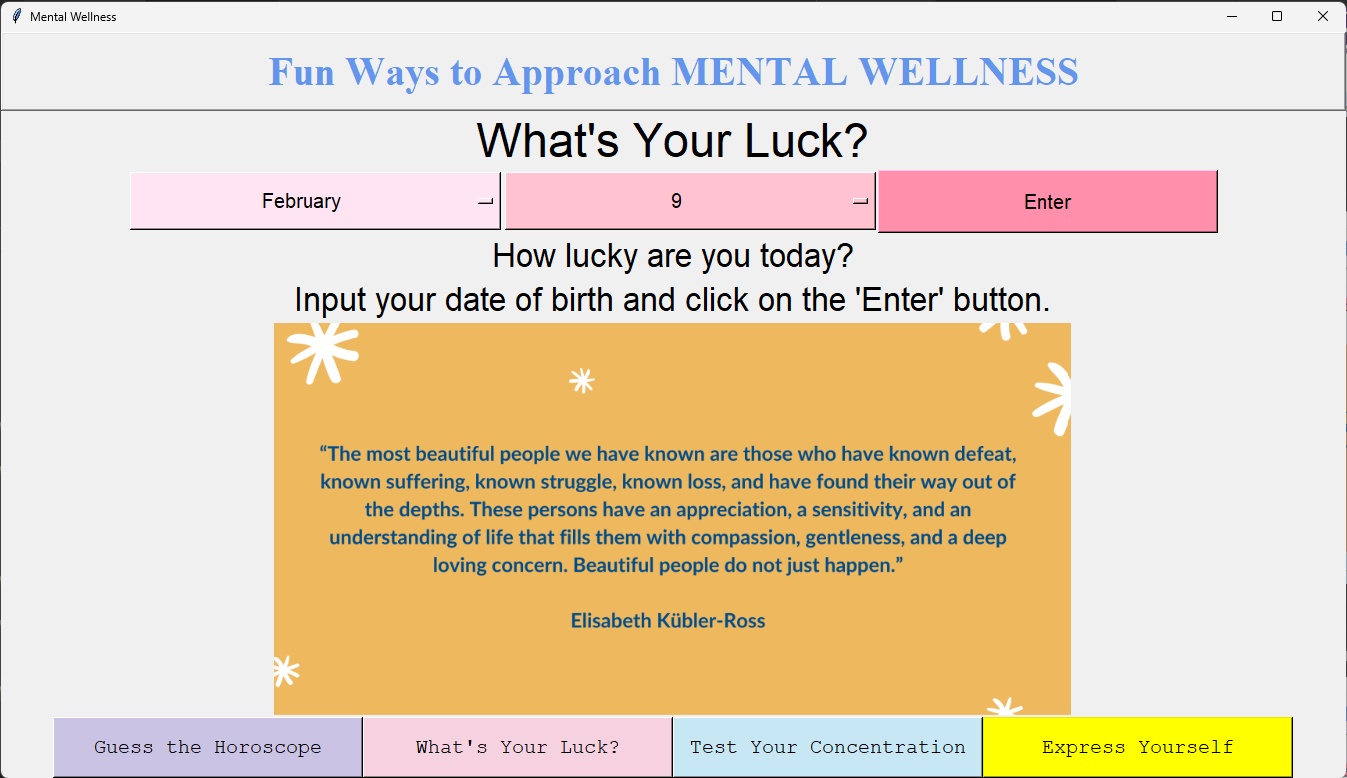 Mental Wellness
Fun Ways to Approach MENTAL WELLNESS
What's Your Luck?
February
9
Enter
How lucky are you today?
Input your date of birth and click on the 'Enter' button.
“The most beautiful people we have known are those who have known defeat,
known suffering, known struggle, known loss, and have found their way out of
the depths. These persons have an appreciation, a sensitivity, and an
understanding of life that fills them with compassion, gentleness, and a deep
loving concern. Beautiful people do not just happen.”
Elisabeth Kübler-Ross
Guess the Horoscope
What's Your Luck?
Test Your Concentration
Express Yourself